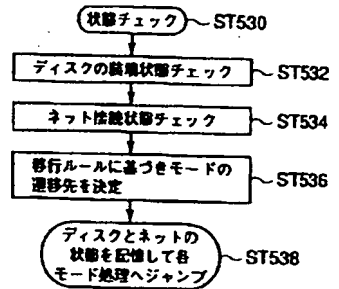 状態チェック ST530
ディスクの装填状態チェック ST532
ネット接続状態チェック ST534
移行ルールに基づきモードの
遷移先を決定 ST536
ディスクとネットの
状態を記憶して各
モード処理へジャンプ ST538